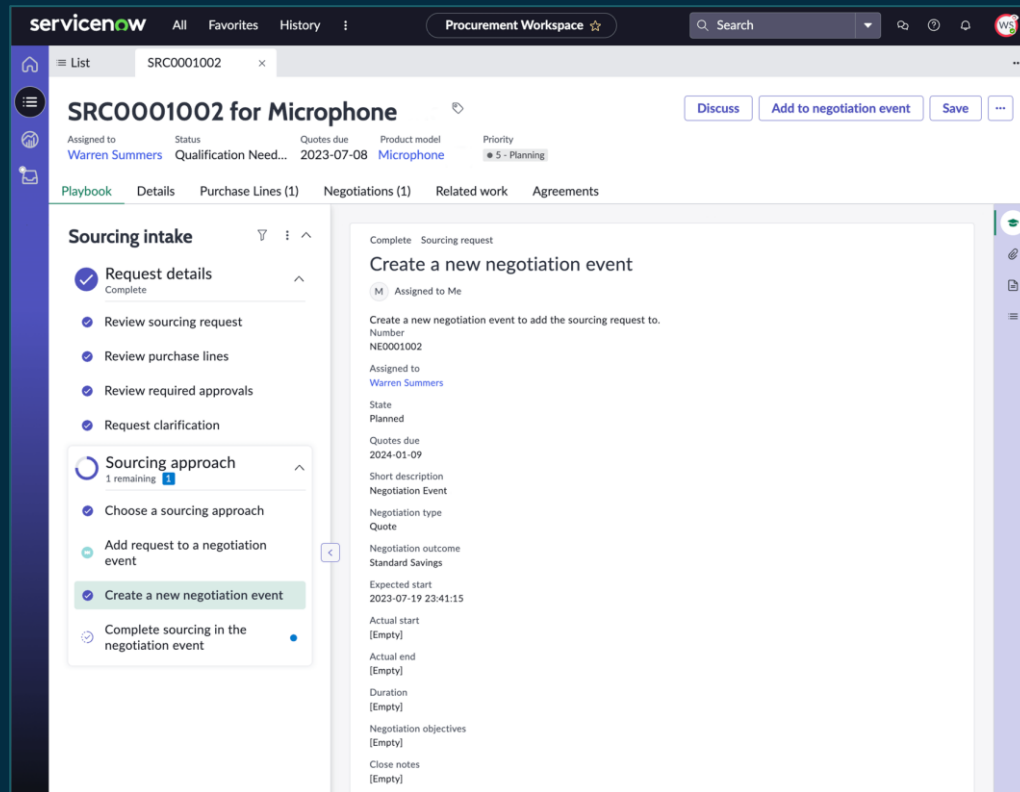 servicenow All Favorites History Procurement Workspace Search WS
List SRC0001002
SRC0001002 for Microphone Discuss Add to negotiation event Save
Assigned to Status Quotes due Product model Priority
Warren Summers Qualification Need... 2023-07-08 Microphone 5 - Planning
Playbook Details Purchase Lines (1) Negotiations (1) Related work Agreements
Sourcing intake
Request details
Complete
Review sourcing request
Review purchase lines
Review required approvals
Request clarification
Sourcing approach
1 remaining 1
Choose a sourcing approach
Add request to a negotiation
event
Create a new negotiation event
Complete sourcing in the
negotiation event
Complete Sourcing request
Create a new negotiation event
M Assigned to Me
Create a new negotiation event to add the sourcing request to.
Number
NE0001002
Assigned to
Warren Summers
State
Planned
Quotes due
2024-01-09
Short description
Negotiation Event
Negotiation type
Quote
Negotiation outcome
Standard Savings
Expected start
2023-07-19 23:41:15
Actual start
[Empty]
Actual end
[Empty]
Duration
[Empty]
Negotiation objectives
[Empty]
Close notes
[Empty]